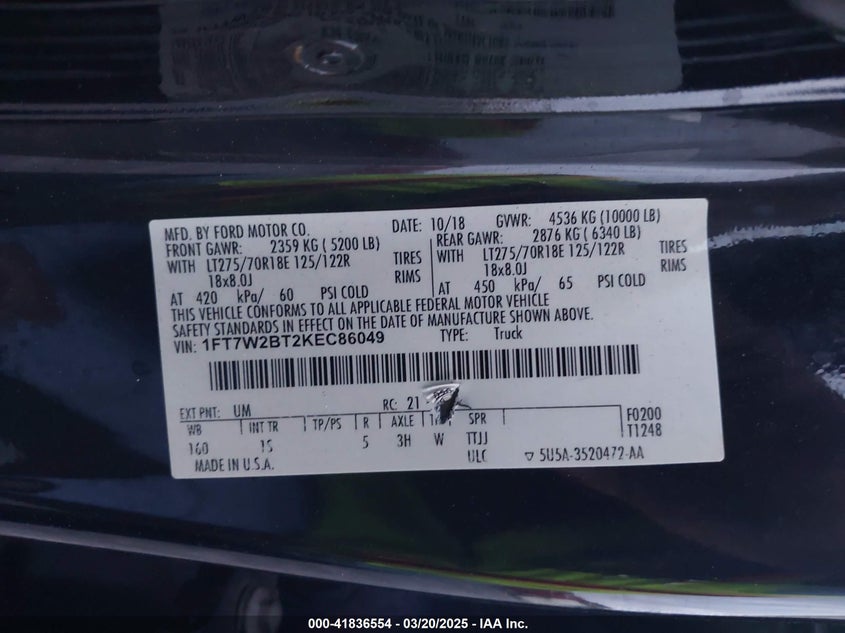 MFD. BY FORD MOTOR CO. DATE: 10/18 GVWR: 4536 KG (10000 LB)
FRONT GAWR: 2359 KG ( 5200 LB) REAR GAWR: 2876 KG ( 6340 LB)
WITH LT275/70R18E 125/122R TIRES WITH LT275/70R18E 125/122R TIRES
18x8.0J RIMS 18x8.0J RIMS
AT 420 kPa/ 60 PSI COLD AT 450 kPa/ 65 PSI COLD
THIS VEHICLE CONFORMS TO ALL APPLICABLE FEDERAL MOTOR VEHICLE
SAFETY STANDARDS IN EFFECT ON THE DATE OF MANUFACTURE SHOWN ABOVE.
VIN: 1FT7W2BT2KEC86049 TYPE: Truck
EXT PNT: UM RC: 21 F0200
WB INT TR TP/PS R AXLE SPR T1248
160 1S 5 3H W TTJJ
MADE IN U.S.A. ULC 5U5A-3520472-AA
000-41836554 — 03/20/2025 — IAA Inc.